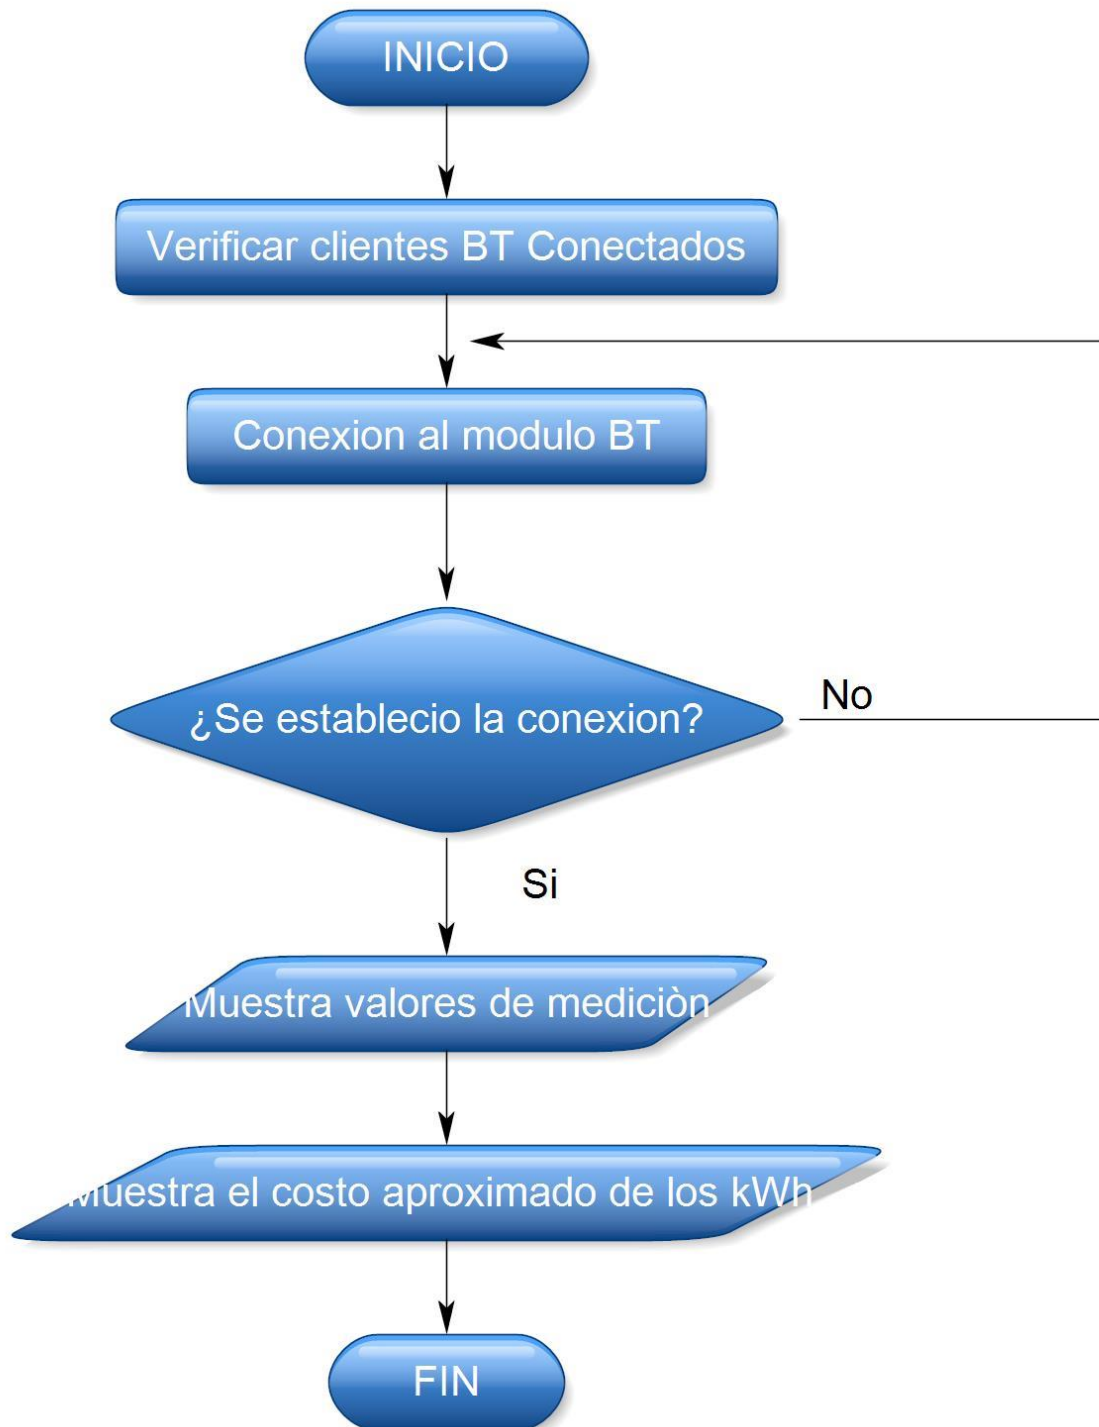 INICIO
Verificar clientes BT Conectados
Conexion al modulo BT
¿Se establecio la conexion?
No
Si
Muestra valores de mediciòn
Muestra el costo aproximado de los kWh
FIN